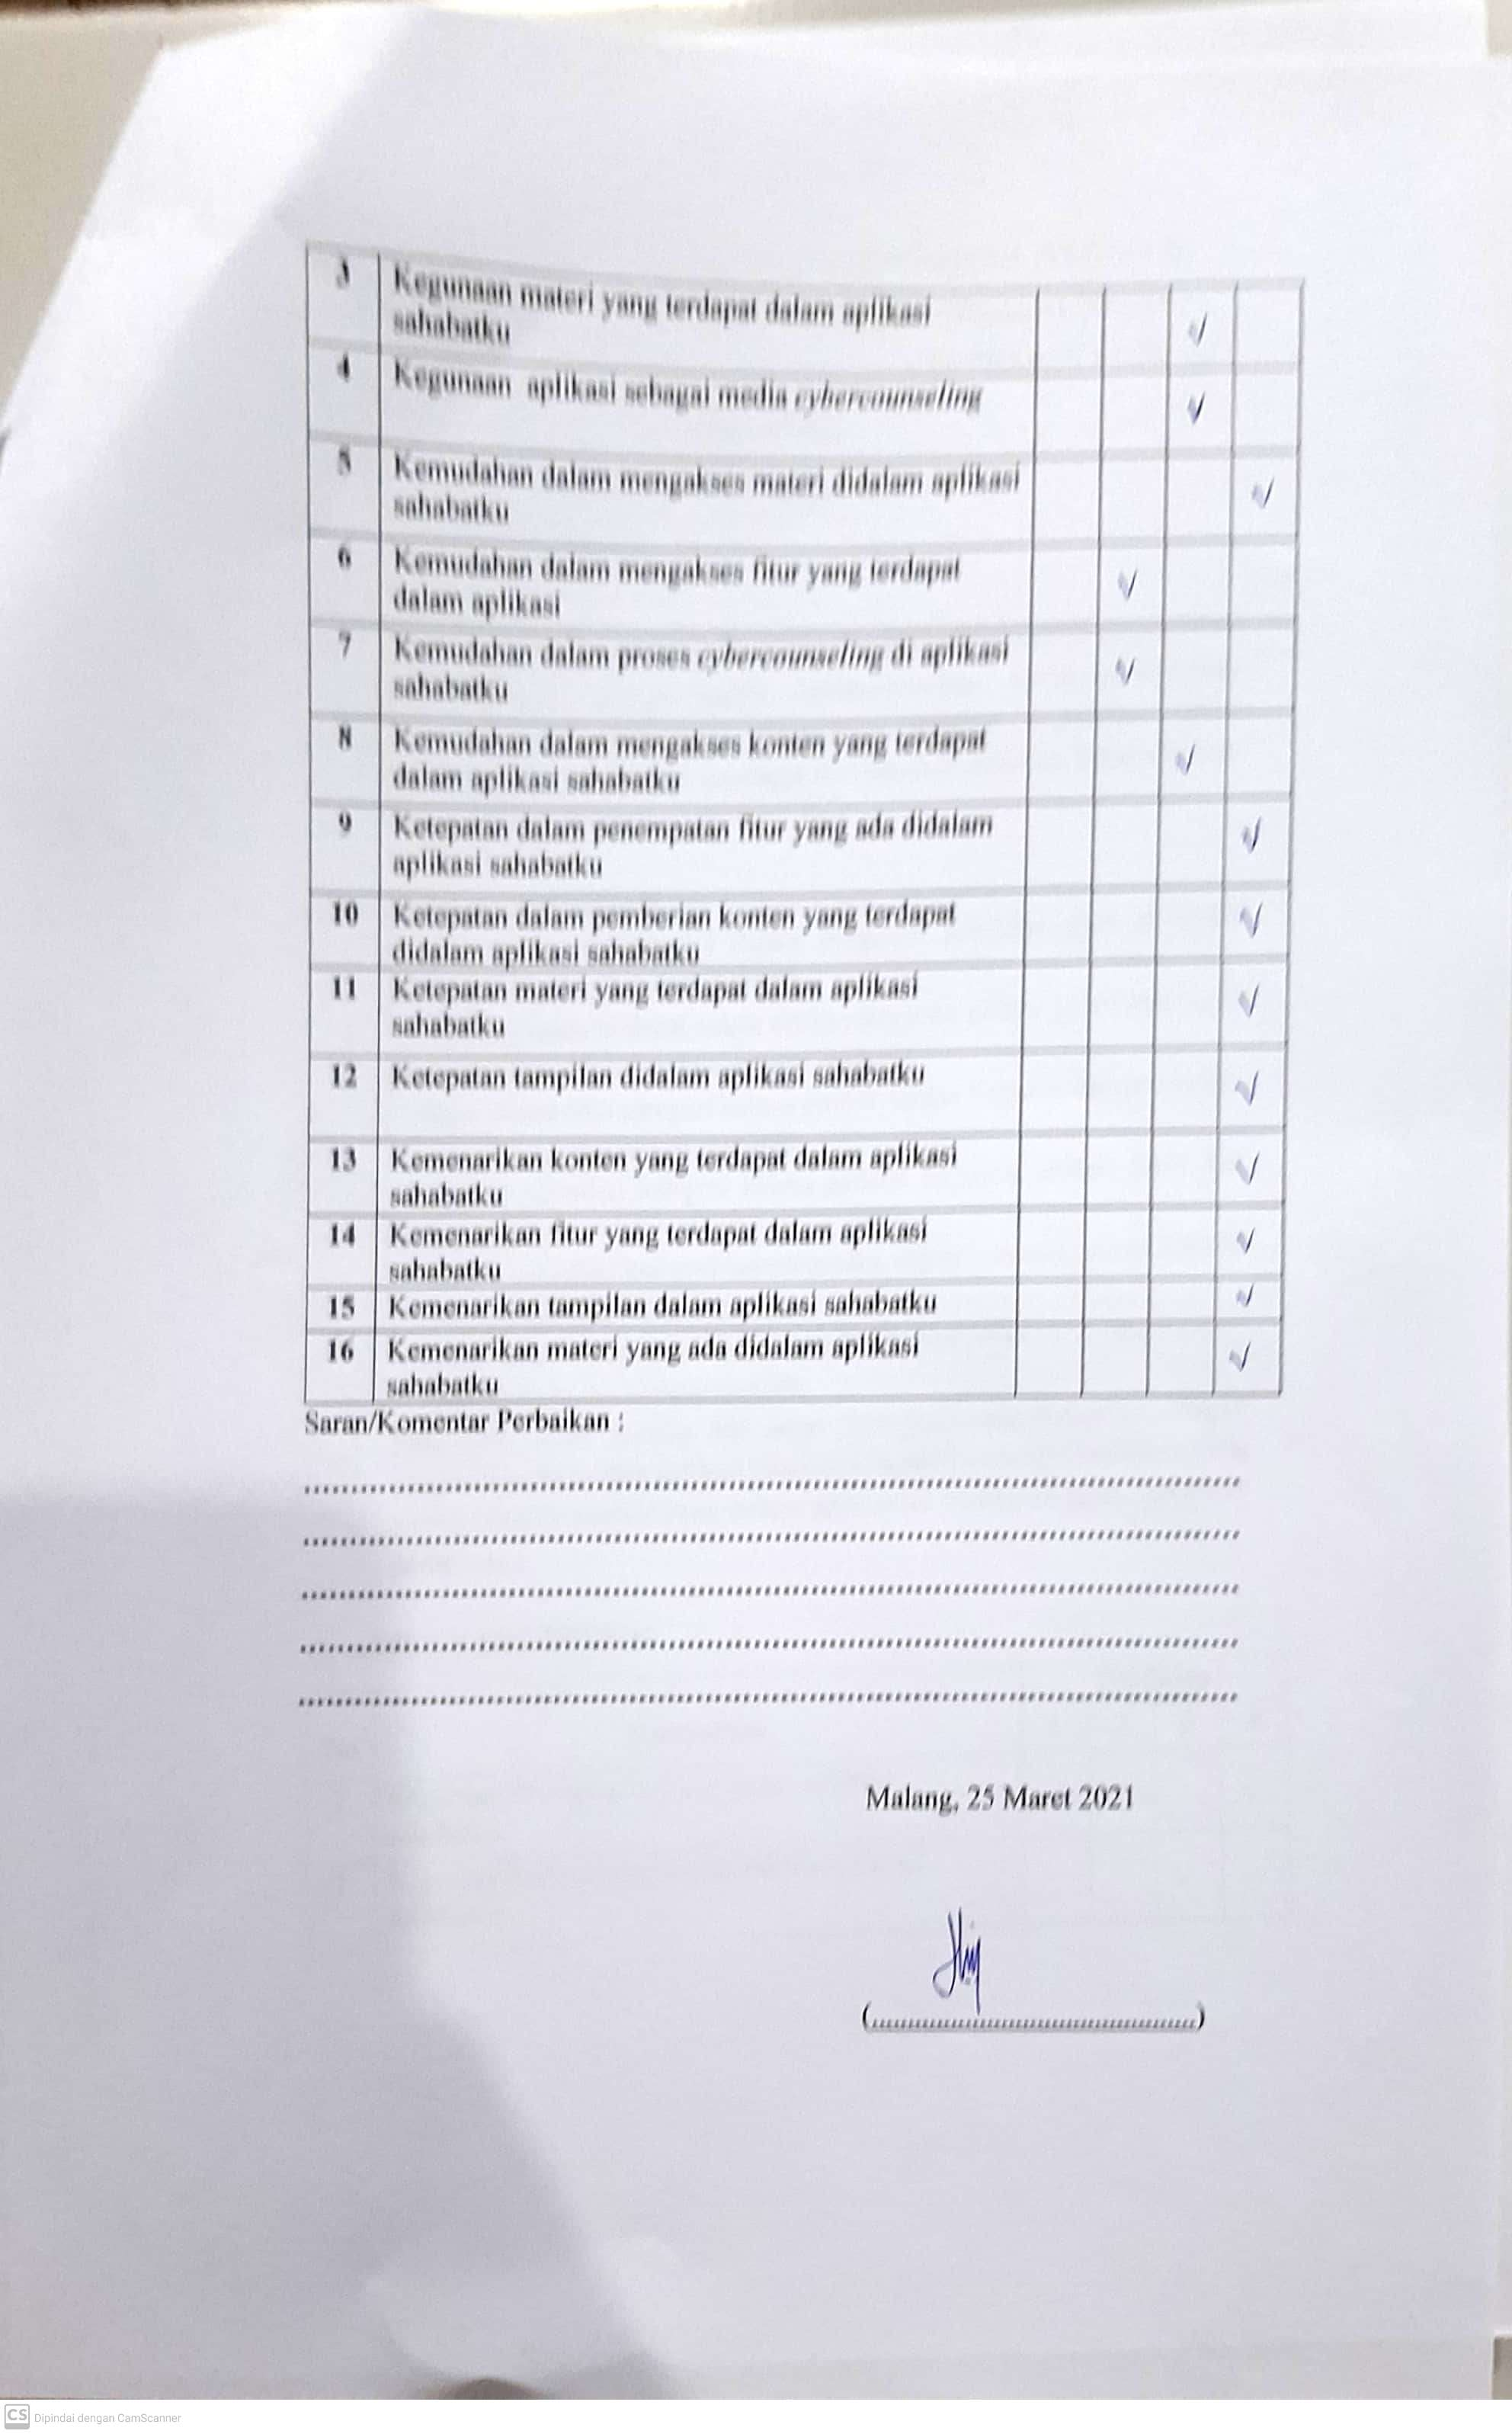 3 Kegunaan materi yang terdapat dalam aplikasi
sahabatku √
4 Kegunaan aplikasi sebagai media cybercounseling √
5 Kemudahan dalam mengakses materi didalam aplikasi
sahabatku √
6 Kemudahan dalam mengakses fitur yang terdapat
dalam aplikasi √
7 Kemudahan dalam proses cybercounseling di aplikasi
sahabatku √
8 Kemudahan dalam mengakses konten yang terdapat
dalam aplikasi sahabatku √
9 Ketepatan dalam penempatan fitur yang ada didalam
aplikasi sahabatku √
10 Ketepatan dalam pemberian konten yang terdapat
didalam aplikasi sahabatku √
11 Ketepatan materi yang terdapat dalam aplikasi
sahabatku √
12 Ketepatan tampilan didalam aplikasi sahabatku √
13 Kemenarikan konten yang terdapat dalam aplikasi
sahabatku √
14 Kemenarikan fitur yang terdapat dalam aplikasi
sahabatku √
15 Kemenarikan tampilan dalam aplikasi sahabatku √
16 Kemenarikan materi yang ada didalam aplikasi
sahabatku √
Saran/Komentar Perbaikan :
Malang, 25 Maret 2021
(...............................................)
CS Dipindai dengan CamScanner